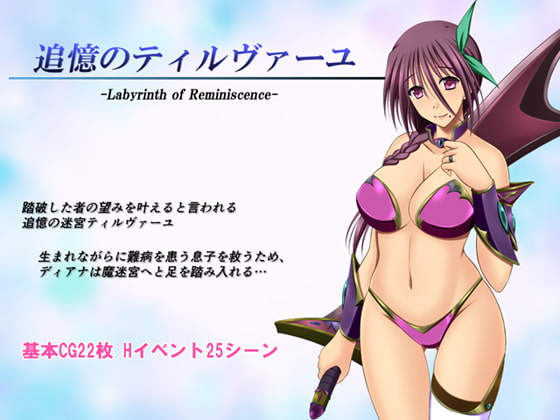 追憶のティルヴァーユ
-Labyrinth of Reminiscence-
踏破した者の望みを叶えると言われる
追憶の迷宮ティルヴァーユ
生まれながらに難病を患う息子を救うため、
ディアナは魔迷宮へと足を踏み入れる…
基本CG22枚 Hイベント25シーン